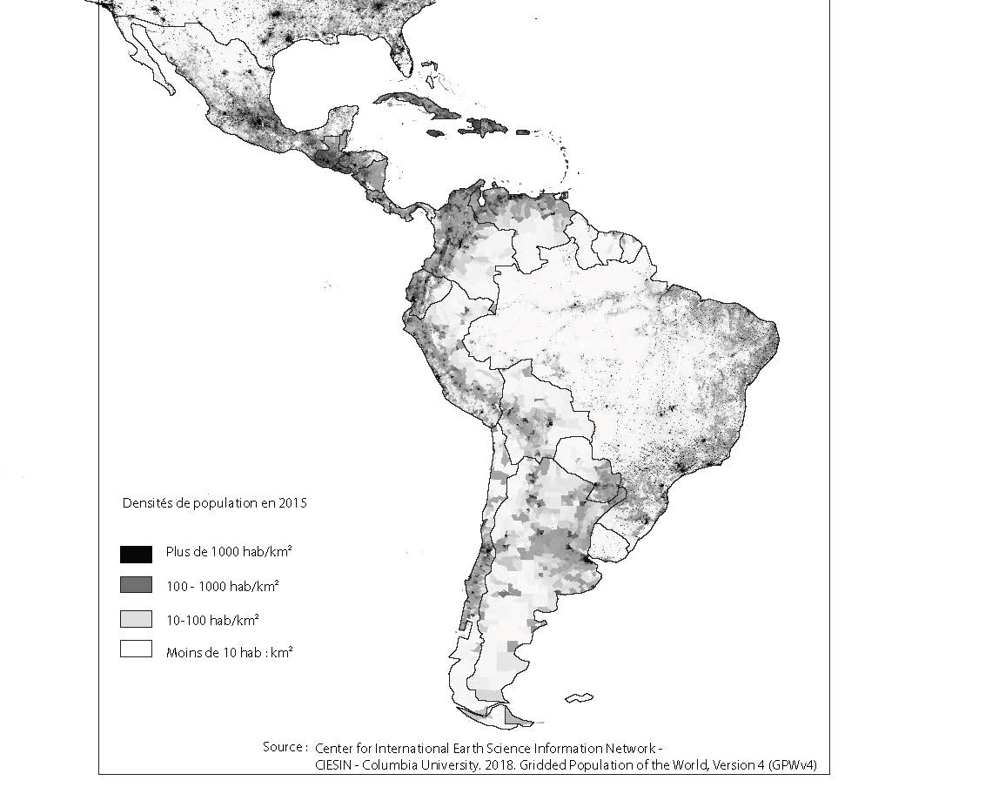 Densités de population en 2015
Plus de 1000 hab/km²
100 - 1000 hab/km²
10-100 hab/km²
Moins de 10 hab : km²
Source : Center for International Earth Science Information Network -
CIESIN - Columbia University. 2018. Gridded Population of the World, Version 4 (GPWv4)